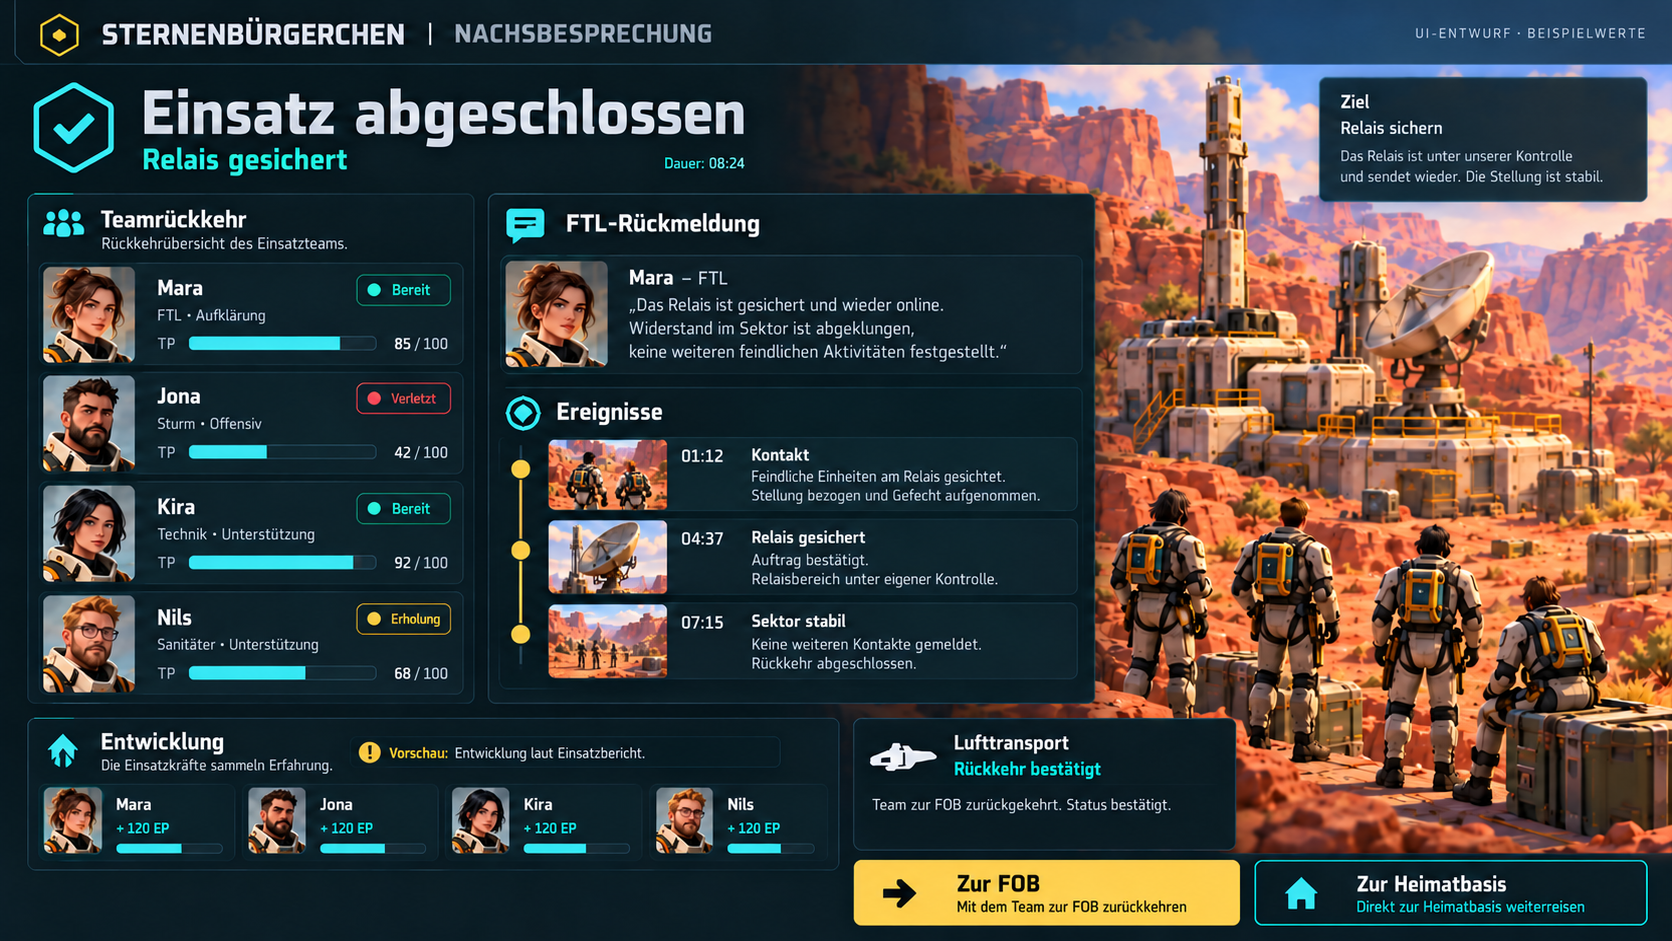 STERNENBÜRGERCHEN | NACHSBESPRECHUNG
UI-ENTWURF · BEISPIELWERTE
Einsatz abgeschlossen
Relais gesichert
Dauer: 08:24
Ziel
Relais sichern
Das Relais ist unter unserer Kontrolle
und sendet wieder. Die Stellung ist stabil.
Teamrückkehr
Rückkehrübersicht des Einsatzteams.
Mara
Bereit
FTL • Aufklärung
TP 85 / 100
Jona
Verletzt
Sturm • Offensiv
TP 42 / 100
Kira
Bereit
Technik • Unterstützung
TP 92 / 100
Nils
Erholung
Sanitäter • Unterstützung
TP 68 / 100
FTL-Rückmeldung
Mara – FTL
„Das Relais ist gesichert und wieder online.
Widerstand im Sektor ist abgeklungen,
keine weiteren feindlichen Aktivitäten festgestellt.“
Ereignisse
01:12 Kontakt
Feindliche Einheiten am Relais gesichtet.
Stellung bezogen und Gefecht aufgenommen.
04:37 Relais gesichert
Auftrag bestätigt.
Relaisbereich unter eigener Kontrolle.
07:15 Sektor stabil
Keine weiteren Kontakte gemeldet.
Rückkehr abgeschlossen.
Entwicklung
Die Einsatzkräfte sammeln Erfahrung.
Vorschau: Entwicklung laut Einsatzbericht.
Mara
+ 120 EP
Jona
+ 120 EP
Kira
+ 120 EP
Nils
+ 120 EP
Lufttransport
Rückkehr bestätigt
Team zur FOB zurückgekehrt. Status bestätigt.
Zur FOB
Mit dem Team zur FOB zurückkehren
Zur Heimatbasis
Direkt zur Heimatbasis weiterreisen